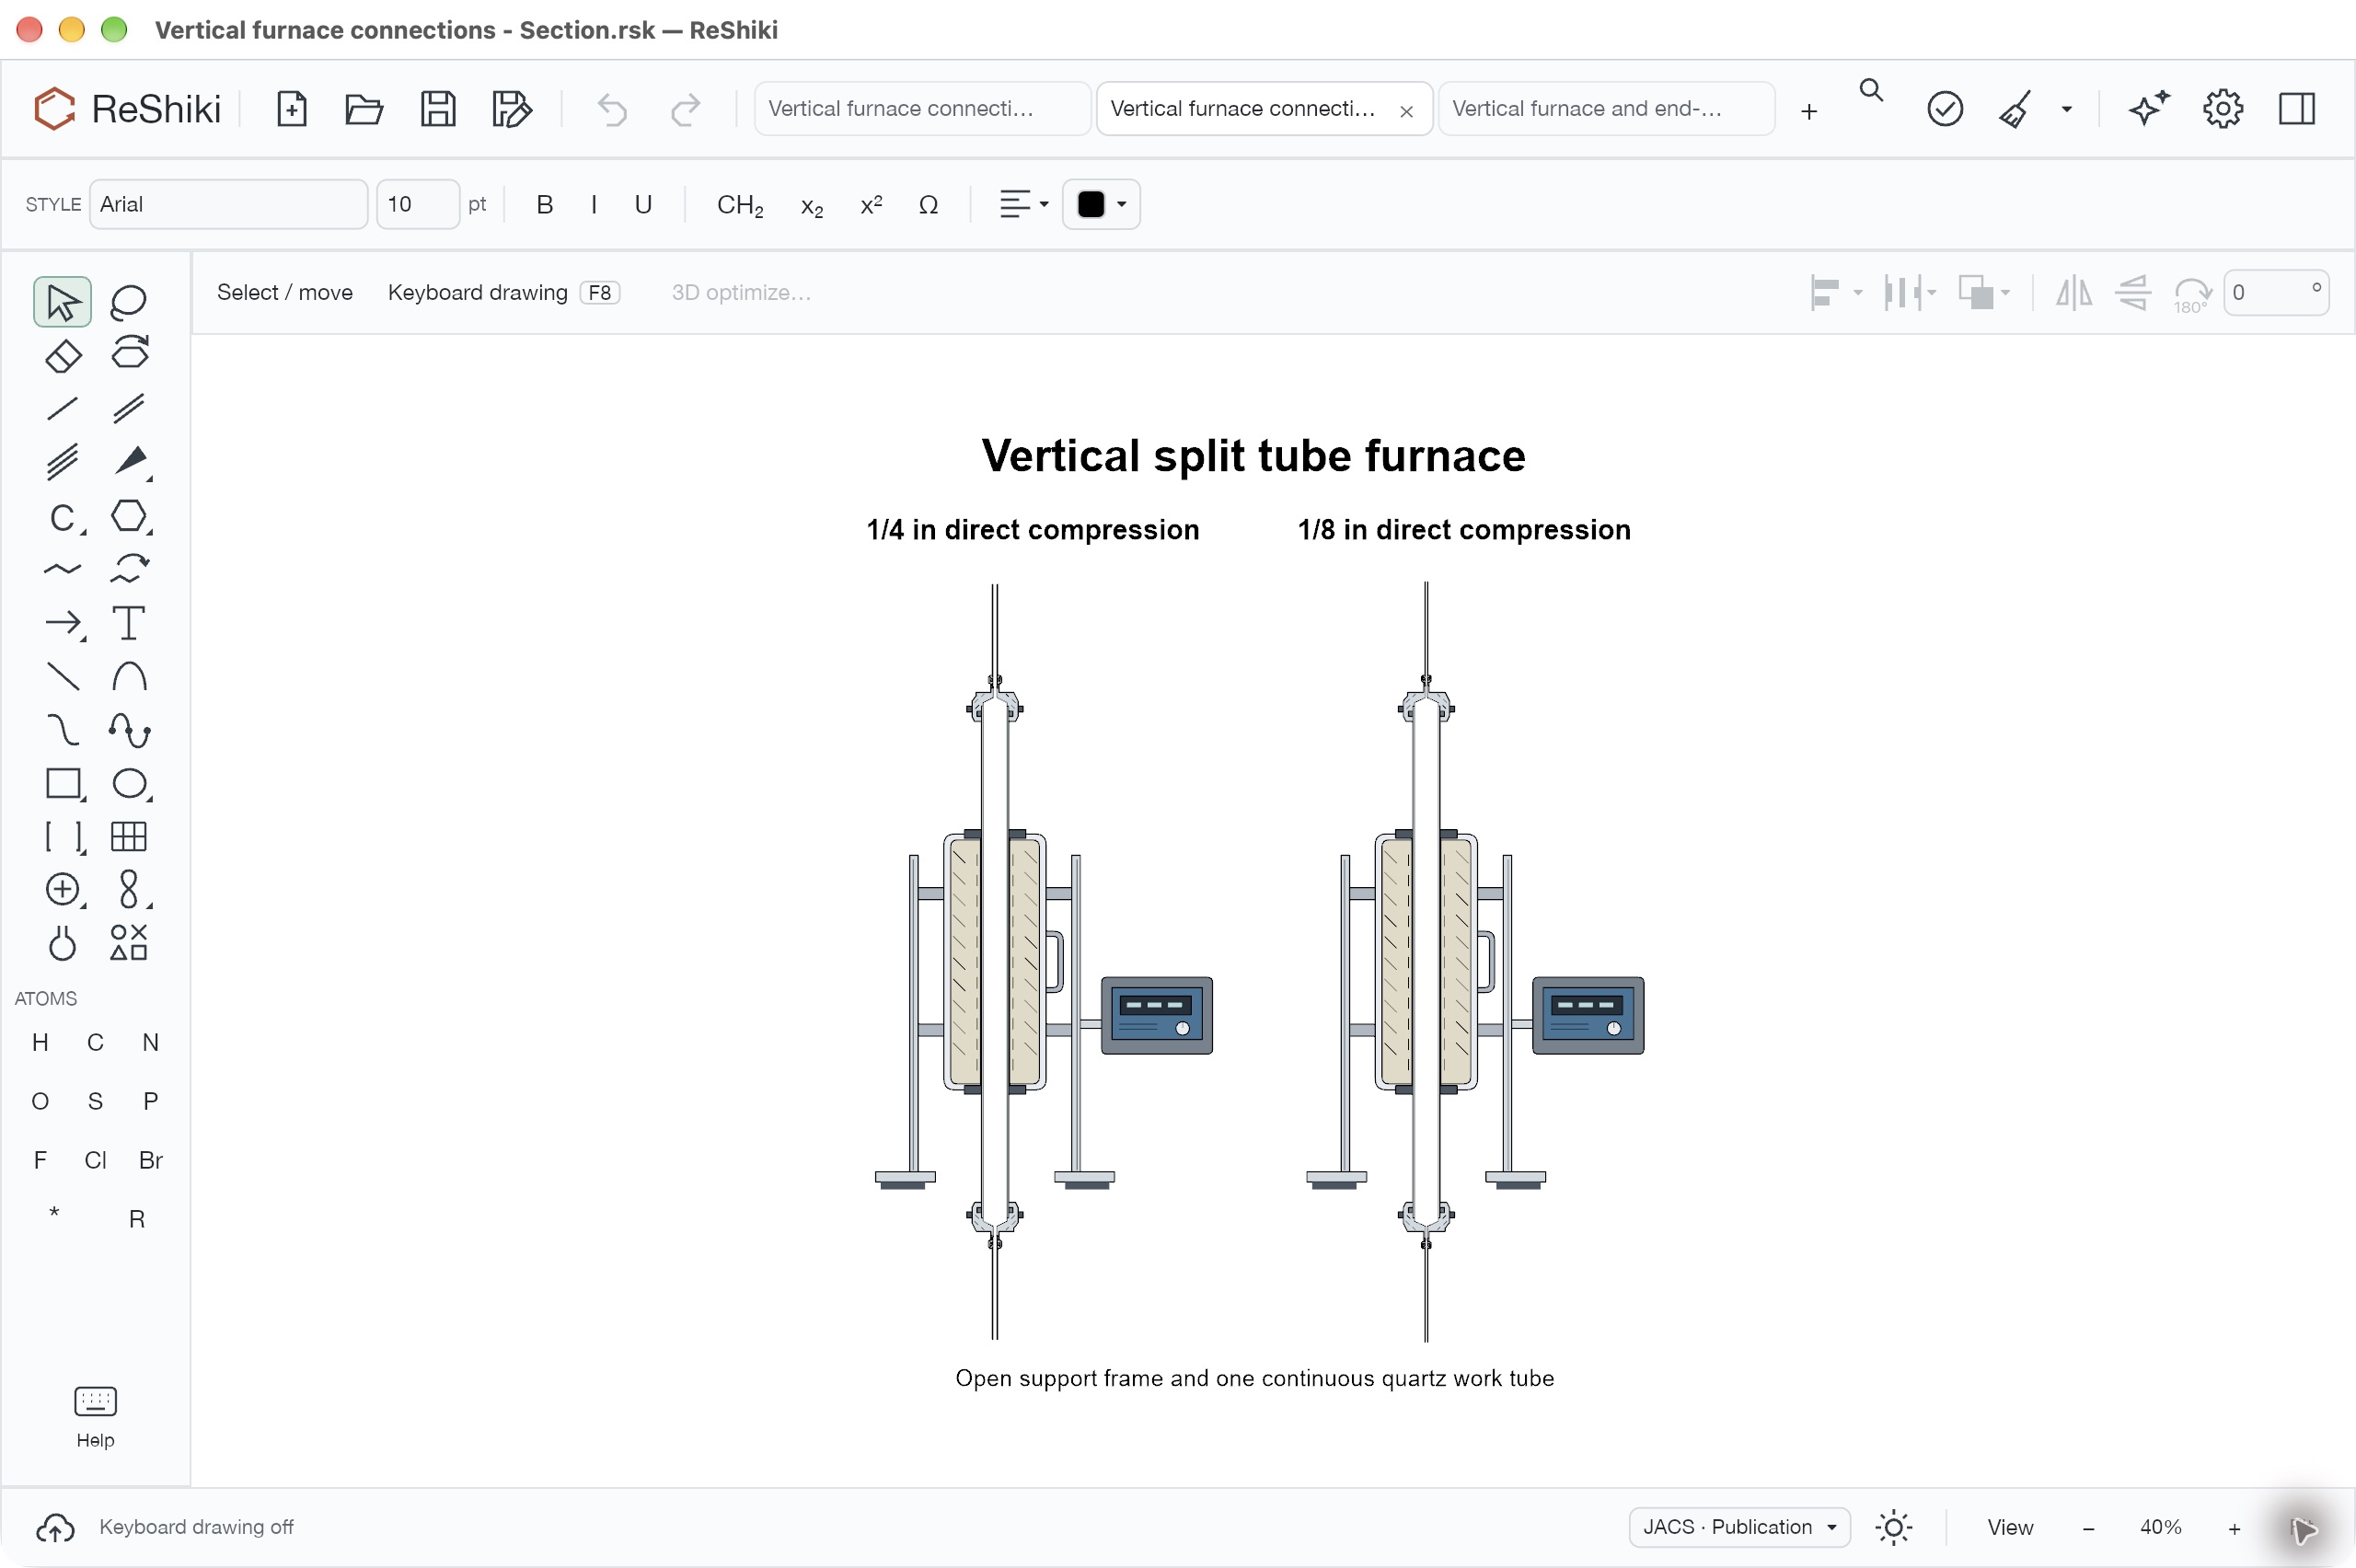 Vertical furnace connections - Section.rsk — ReShiki
ReShiki
Vertical furnace connecti...
Vertical furnace connecti... ×
Vertical furnace and end-...
+
STYLE Arial 10 pt B I U CH₂ x₂ x² Ω
Select / move Keyboard drawing F8 3D optimize... 180° 0 °
C
T
ATOMS
H C N
O S P
F Cl Br
* R
Help
Vertical split tube furnace
1/4 in direct compression 1/8 in direct compression
Open support frame and one continuous quartz work tube
Keyboard drawing off JACS · Publication View − 40% +